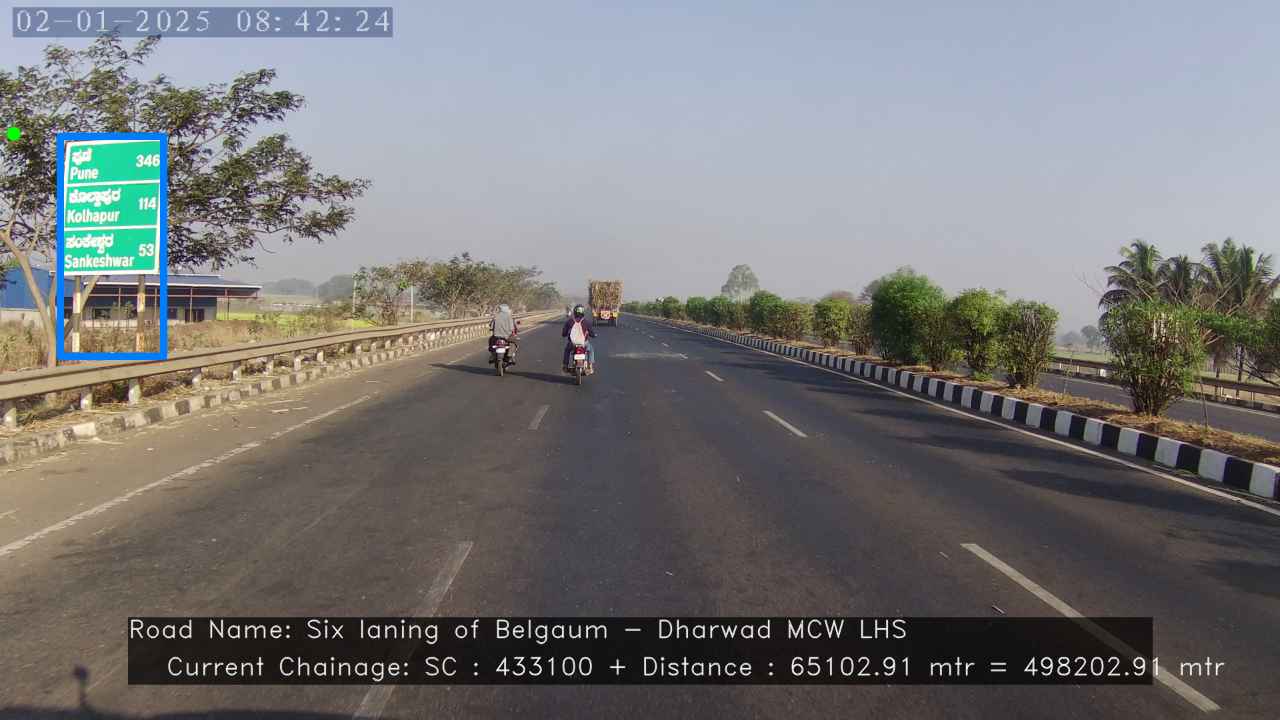 02-01-2025 08:42:24
ಪುಣೆ 346
Pune
ಕೊಲ್ಹಾಪುರ 114
Kolhapur
ಸಂಕೇಶ್ವರ 53
Sankeshwar
Road Name: Six laning of Belgaum - Dharwad MCW LHS
Current Chainage: SC : 433100 + Distance : 65102.91 mtr = 498202.91 mtr